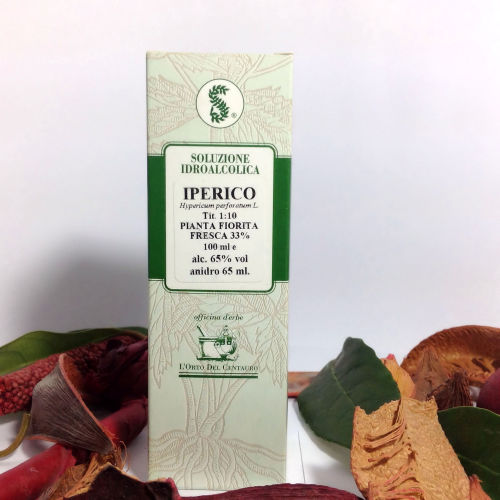 ®
SOLUZIONE
IDROALCOLICA
IPERICO
Hypericum perforatum L.
Tit. 1:10
PIANTA FIORITA
FRESCA 33%
100 ml e
alc. 65% vol
anidro 65 ml.
officina d'erbe
L'ORTO DEL CENTAURO